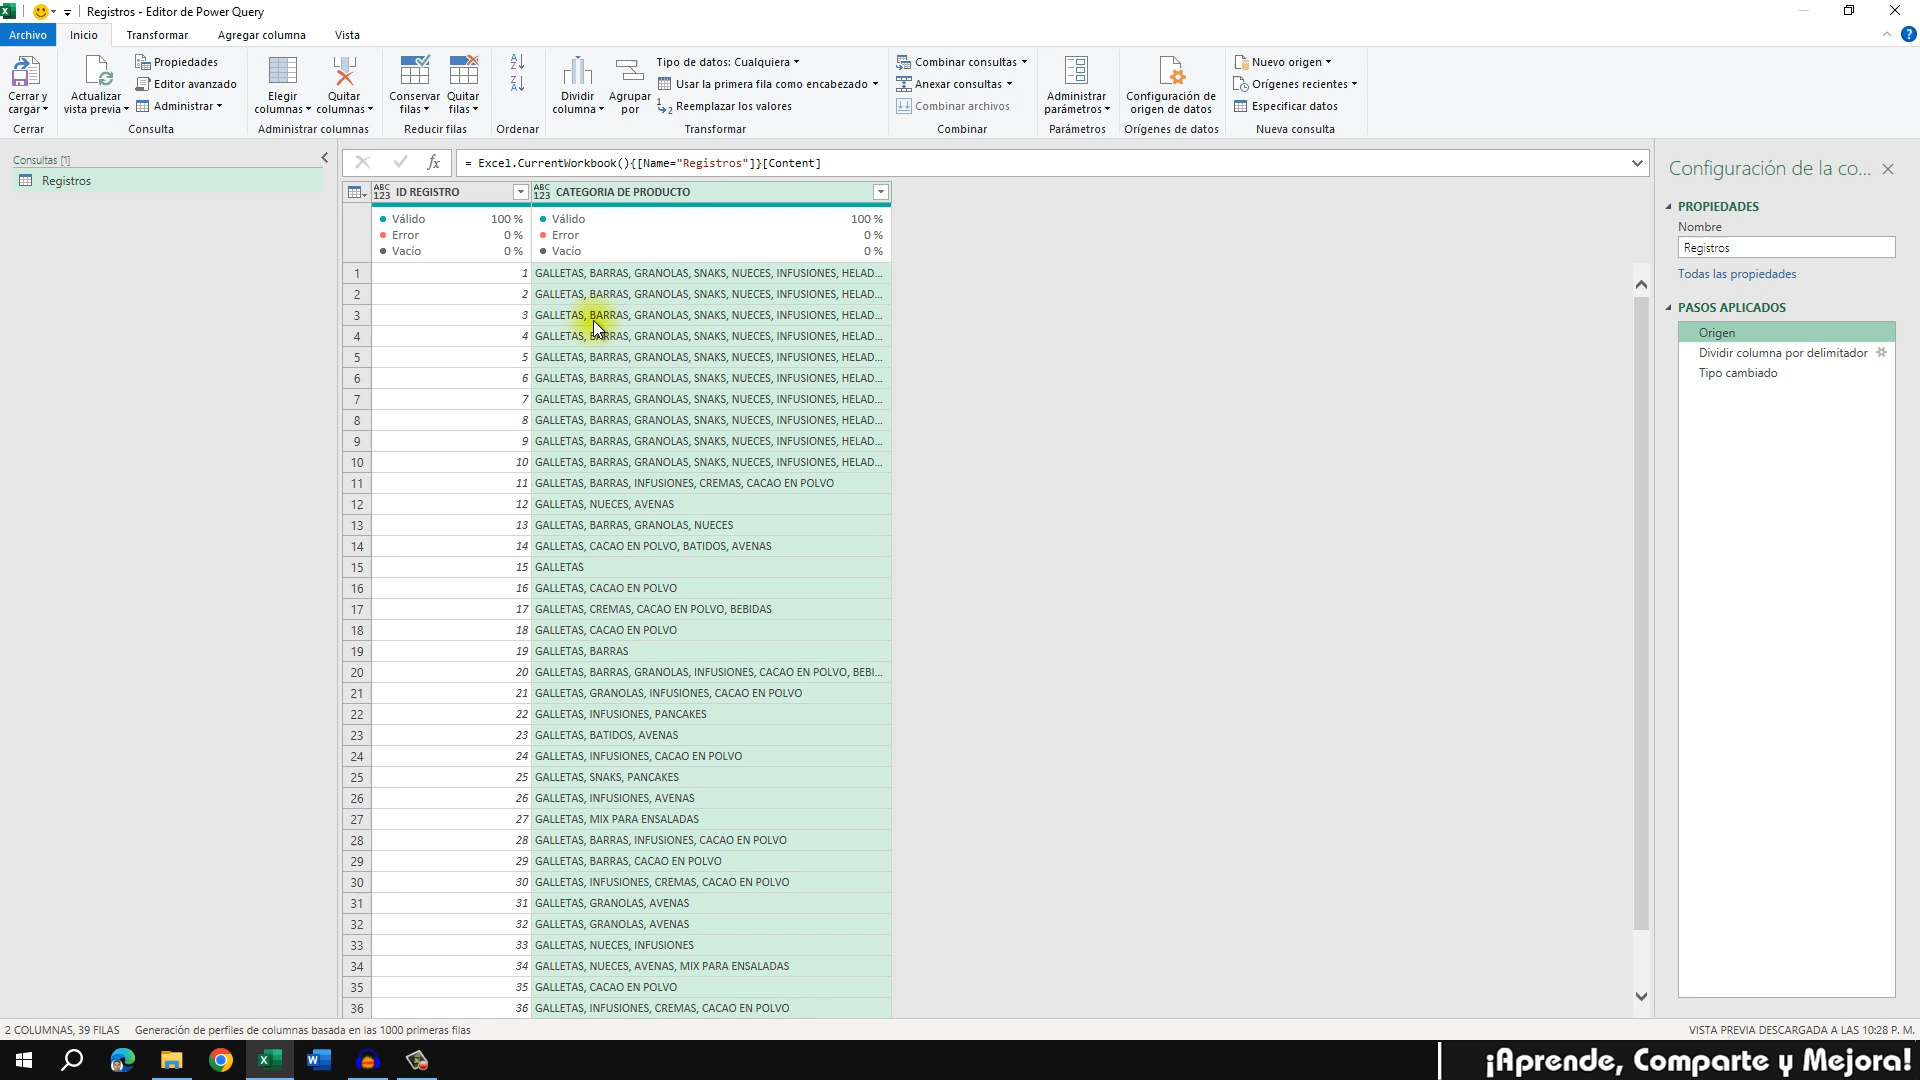 Registros - Editor de Power Query
Archivo Inicio Transformar Agregar columna Vista
Cerrar y cargar
Cerrar
Actualizar vista previa
Propiedades
Editor avanzado
Administrar
Consulta
Elegir columnas
Quitar columnas
Administrar columnas
Conservar filas
Quitar filas
Reducir filas
Ordenar
Dividir columna
Agrupar por
Tipo de datos: Cualquiera
Usar la primera fila como encabezado
Reemplazar los valores
Transformar
Combinar consultas
Anexar consultas
Combinar archivos
Combinar
Administrar parámetros
Parámetros
Configuración de origen de datos
Orígenes de datos
Nuevo origen
Orígenes recientes
Especificar datos
Nueva consulta
Consultas [1]
Registros
fx = Excel.CurrentWorkbook(){[Name="Registros"]}[Content]
ABC 123 ID REGISTRO ABC 123 CATEGORIA DE PRODUCTO
Válido 100 % Válido 100 %
Error 0 % Error 0 %
Vacío 0 % Vacío 0 %
1 1 GALLETAS, BARRAS, GRANOLAS, SNAKS, NUECES, INFUSIONES, HELAD...
2 2 GALLETAS, BARRAS, GRANOLAS, SNAKS, NUECES, INFUSIONES, HELAD...
3 3 GALLETAS, BARRAS, GRANOLAS, SNAKS, NUECES, INFUSIONES, HELAD...
4 4 GALLETAS, BARRAS, GRANOLAS, SNAKS, NUECES, INFUSIONES, HELAD...
5 5 GALLETAS, BARRAS, GRANOLAS, SNAKS, NUECES, INFUSIONES, HELAD...
6 6 GALLETAS, BARRAS, GRANOLAS, SNAKS, NUECES, INFUSIONES, HELAD...
7 7 GALLETAS, BARRAS, GRANOLAS, SNAKS, NUECES, INFUSIONES, HELAD...
8 8 GALLETAS, BARRAS, GRANOLAS, SNAKS, NUECES, INFUSIONES, HELAD...
9 9 GALLETAS, BARRAS, GRANOLAS, SNAKS, NUECES, INFUSIONES, HELAD...
10 10 GALLETAS, BARRAS, GRANOLAS, SNAKS, NUECES, INFUSIONES, HELAD...
11 11 GALLETAS, BARRAS, INFUSIONES, CREMAS, CACAO EN POLVO
12 12 GALLETAS, NUECES, AVENAS
13 13 GALLETAS, BARRAS, GRANOLAS, NUECES
14 14 GALLETAS, CACAO EN POLVO, BATIDOS, AVENAS
15 15 GALLETAS
16 16 GALLETAS, CACAO EN POLVO
17 17 GALLETAS, CREMAS, CACAO EN POLVO, BEBIDAS
18 18 GALLETAS, CACAO EN POLVO
19 19 GALLETAS, BARRAS
20 20 GALLETAS, BARRAS, GRANOLAS, INFUSIONES, CACAO EN POLVO, BEBI...
21 21 GALLETAS, GRANOLAS, INFUSIONES, CACAO EN POLVO
22 22 GALLETAS, INFUSIONES, PANCAKES
23 23 GALLETAS, BATIDOS, AVENAS
24 24 GALLETAS, INFUSIONES, CACAO EN POLVO
25 25 GALLETAS, SNAKS, PANCAKES
26 26 GALLETAS, INFUSIONES, AVENAS
27 27 GALLETAS, MIX PARA ENSALADAS
28 28 GALLETAS, BARRAS, INFUSIONES, CACAO EN POLVO
29 29 GALLETAS, BARRAS, CACAO EN POLVO
30 30 GALLETAS, INFUSIONES, CREMAS, CACAO EN POLVO
31 31 GALLETAS, GRANOLAS, AVENAS
32 32 GALLETAS, GRANOLAS, AVENAS
33 33 GALLETAS, NUECES, INFUSIONES
34 34 GALLETAS, NUECES, AVENAS, MIX PARA ENSALADAS
35 35 GALLETAS, CACAO EN POLVO
36 36 GALLETAS, INFUSIONES, CREMAS, CACAO EN POLVO
Configuración de la co...
PROPIEDADES
Nombre
Registros
Todas las propiedades
PASOS APLICADOS
Origen
Dividir columna por delimitador
Tipo cambiado
2 COLUMNAS, 39 FILAS Generación de perfiles de columnas basada en las 1000 primeras filas
VISTA PREVIA DESCARGADA A LAS 10:28 P. M.
¡Aprende, Comparte y Mejora!